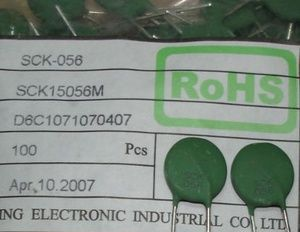 SCK-056
RoHS
SCK15056M
D6C1071070407
100 Pcs
Apr,10.2007
ING ELECTRONIC INDUSTRIAL CO LTD